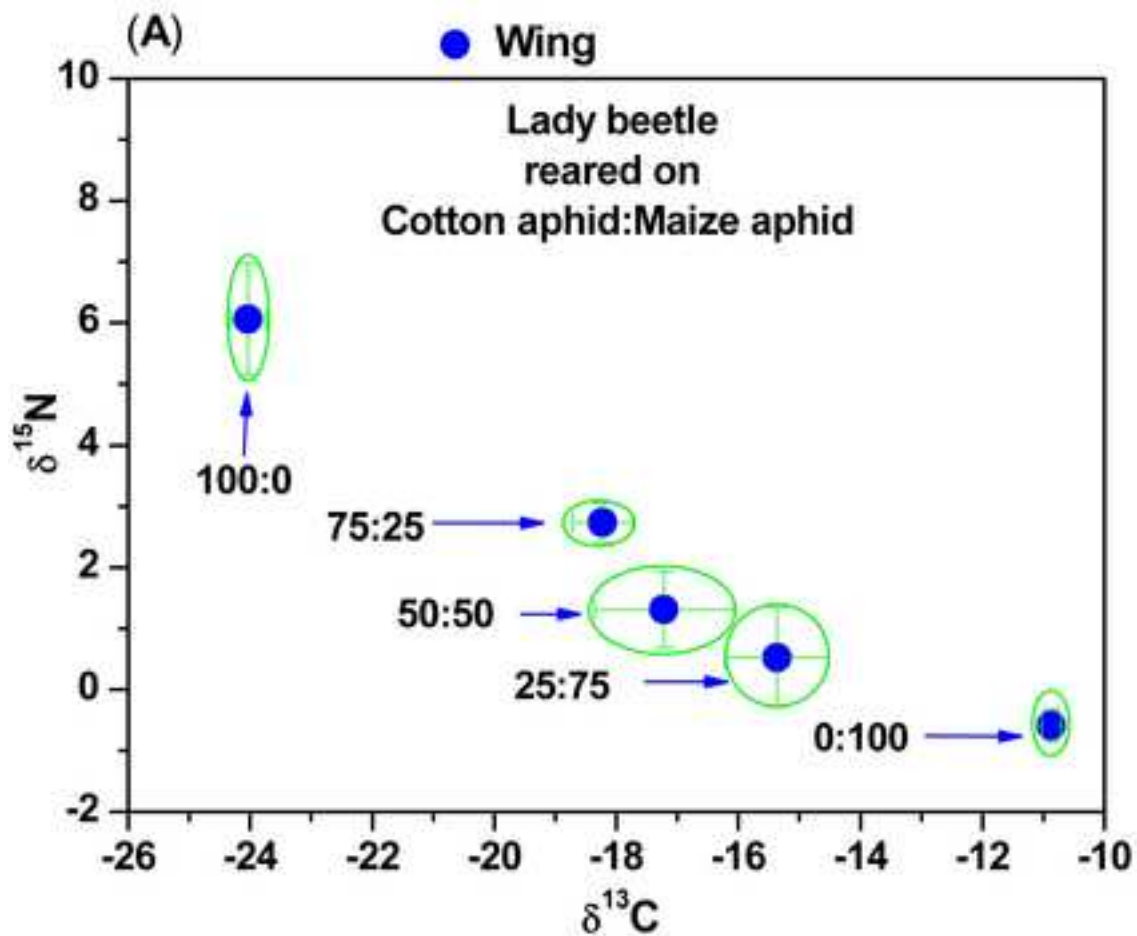 (A)
Wing
Lady beetle
reared on
Cotton aphid:Maize aphid
10
8
6
4
2
0
-2
δ¹⁵N
100:0
75:25
50:50
25:75
0:100
-26 -24 -22 -20 -18 -16 -14 -12 -10
δ¹³C